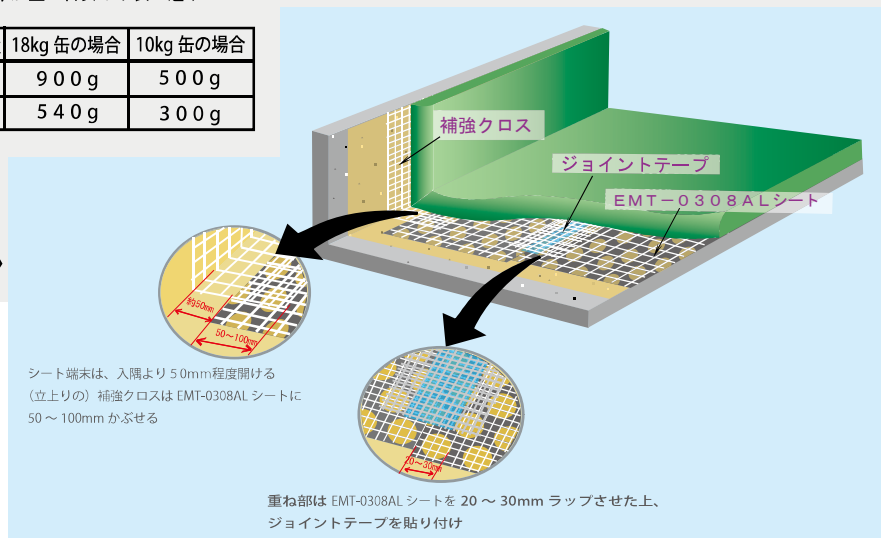 18kg 缶の場合 10kg 缶の場合
９００g ５００g
５４０g ３００g
補強クロス
ジョイントテープ
ＥＭＴ－０３０８ＡＬシート
約50mm
50～100mm
シート端末は、入隅より５０mm程度開ける
（立上りの）補強クロスは EMT-0308AL シートに
50 ～ 100mm かぶせる
20～30mm
重ね部は EMT-0308AL シートを 20 ～ 30mm ラップさせた上、
ジョイントテープを貼り付け